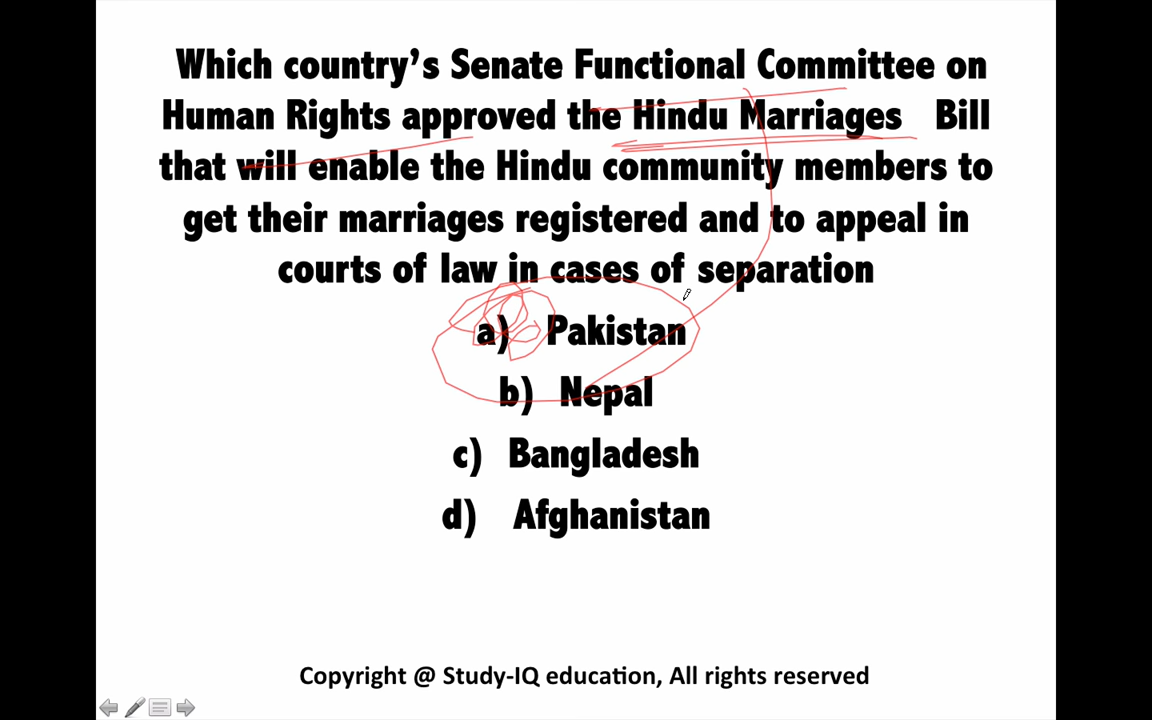 Which country's Senate Functional Committee on
Human Rights approved the Hindu Marriages Bill
that will enable the Hindu community members to
get their marriages registered and to appeal in
courts of law in cases of separation
a) Pakistan
b) Nepal
c) Bangladesh
d) Afghanistan
Copyright @ Study-IQ education, All rights reserved